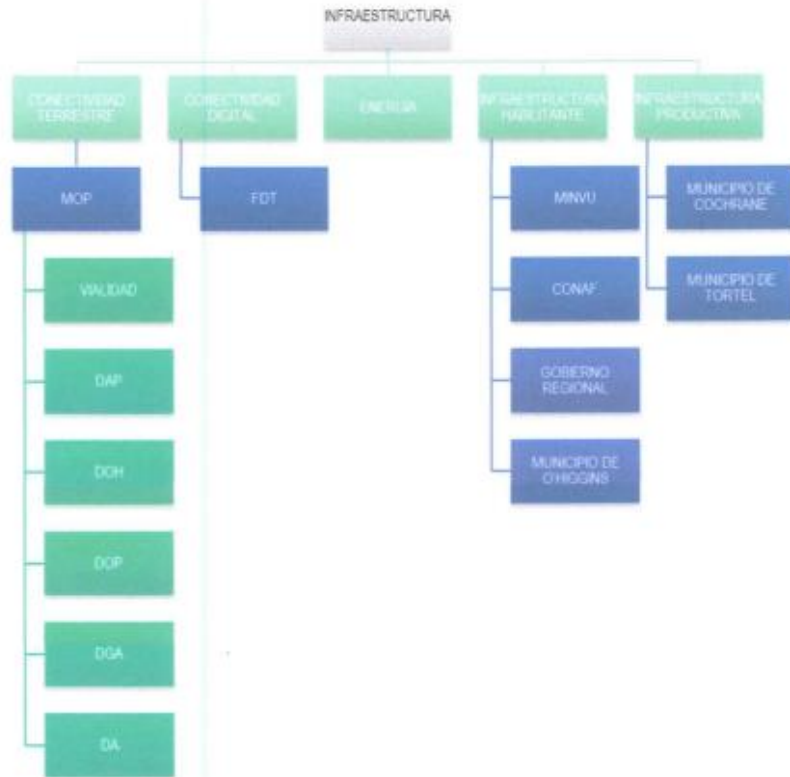 INFRAESTRUCTURA
CONECTIVIDAD
TERRESTRE
CONECTIVIDAD
DIGITAL
ENERGIA
INFRAESTRUCTURA
HABILITANTE
INFRAESTRUCTURA
PRODUCTIVA
MOP
FDT
MINVU
MUNICIPIO DE
COCHRANE
VIALIDAD
CONAF
MUNICIPIO DE
TORTEL
DAP
GOBIERNO
REGIONAL
DOH
MUNICIPIO DE
O'HIGGINS
DOP
DGA
DA